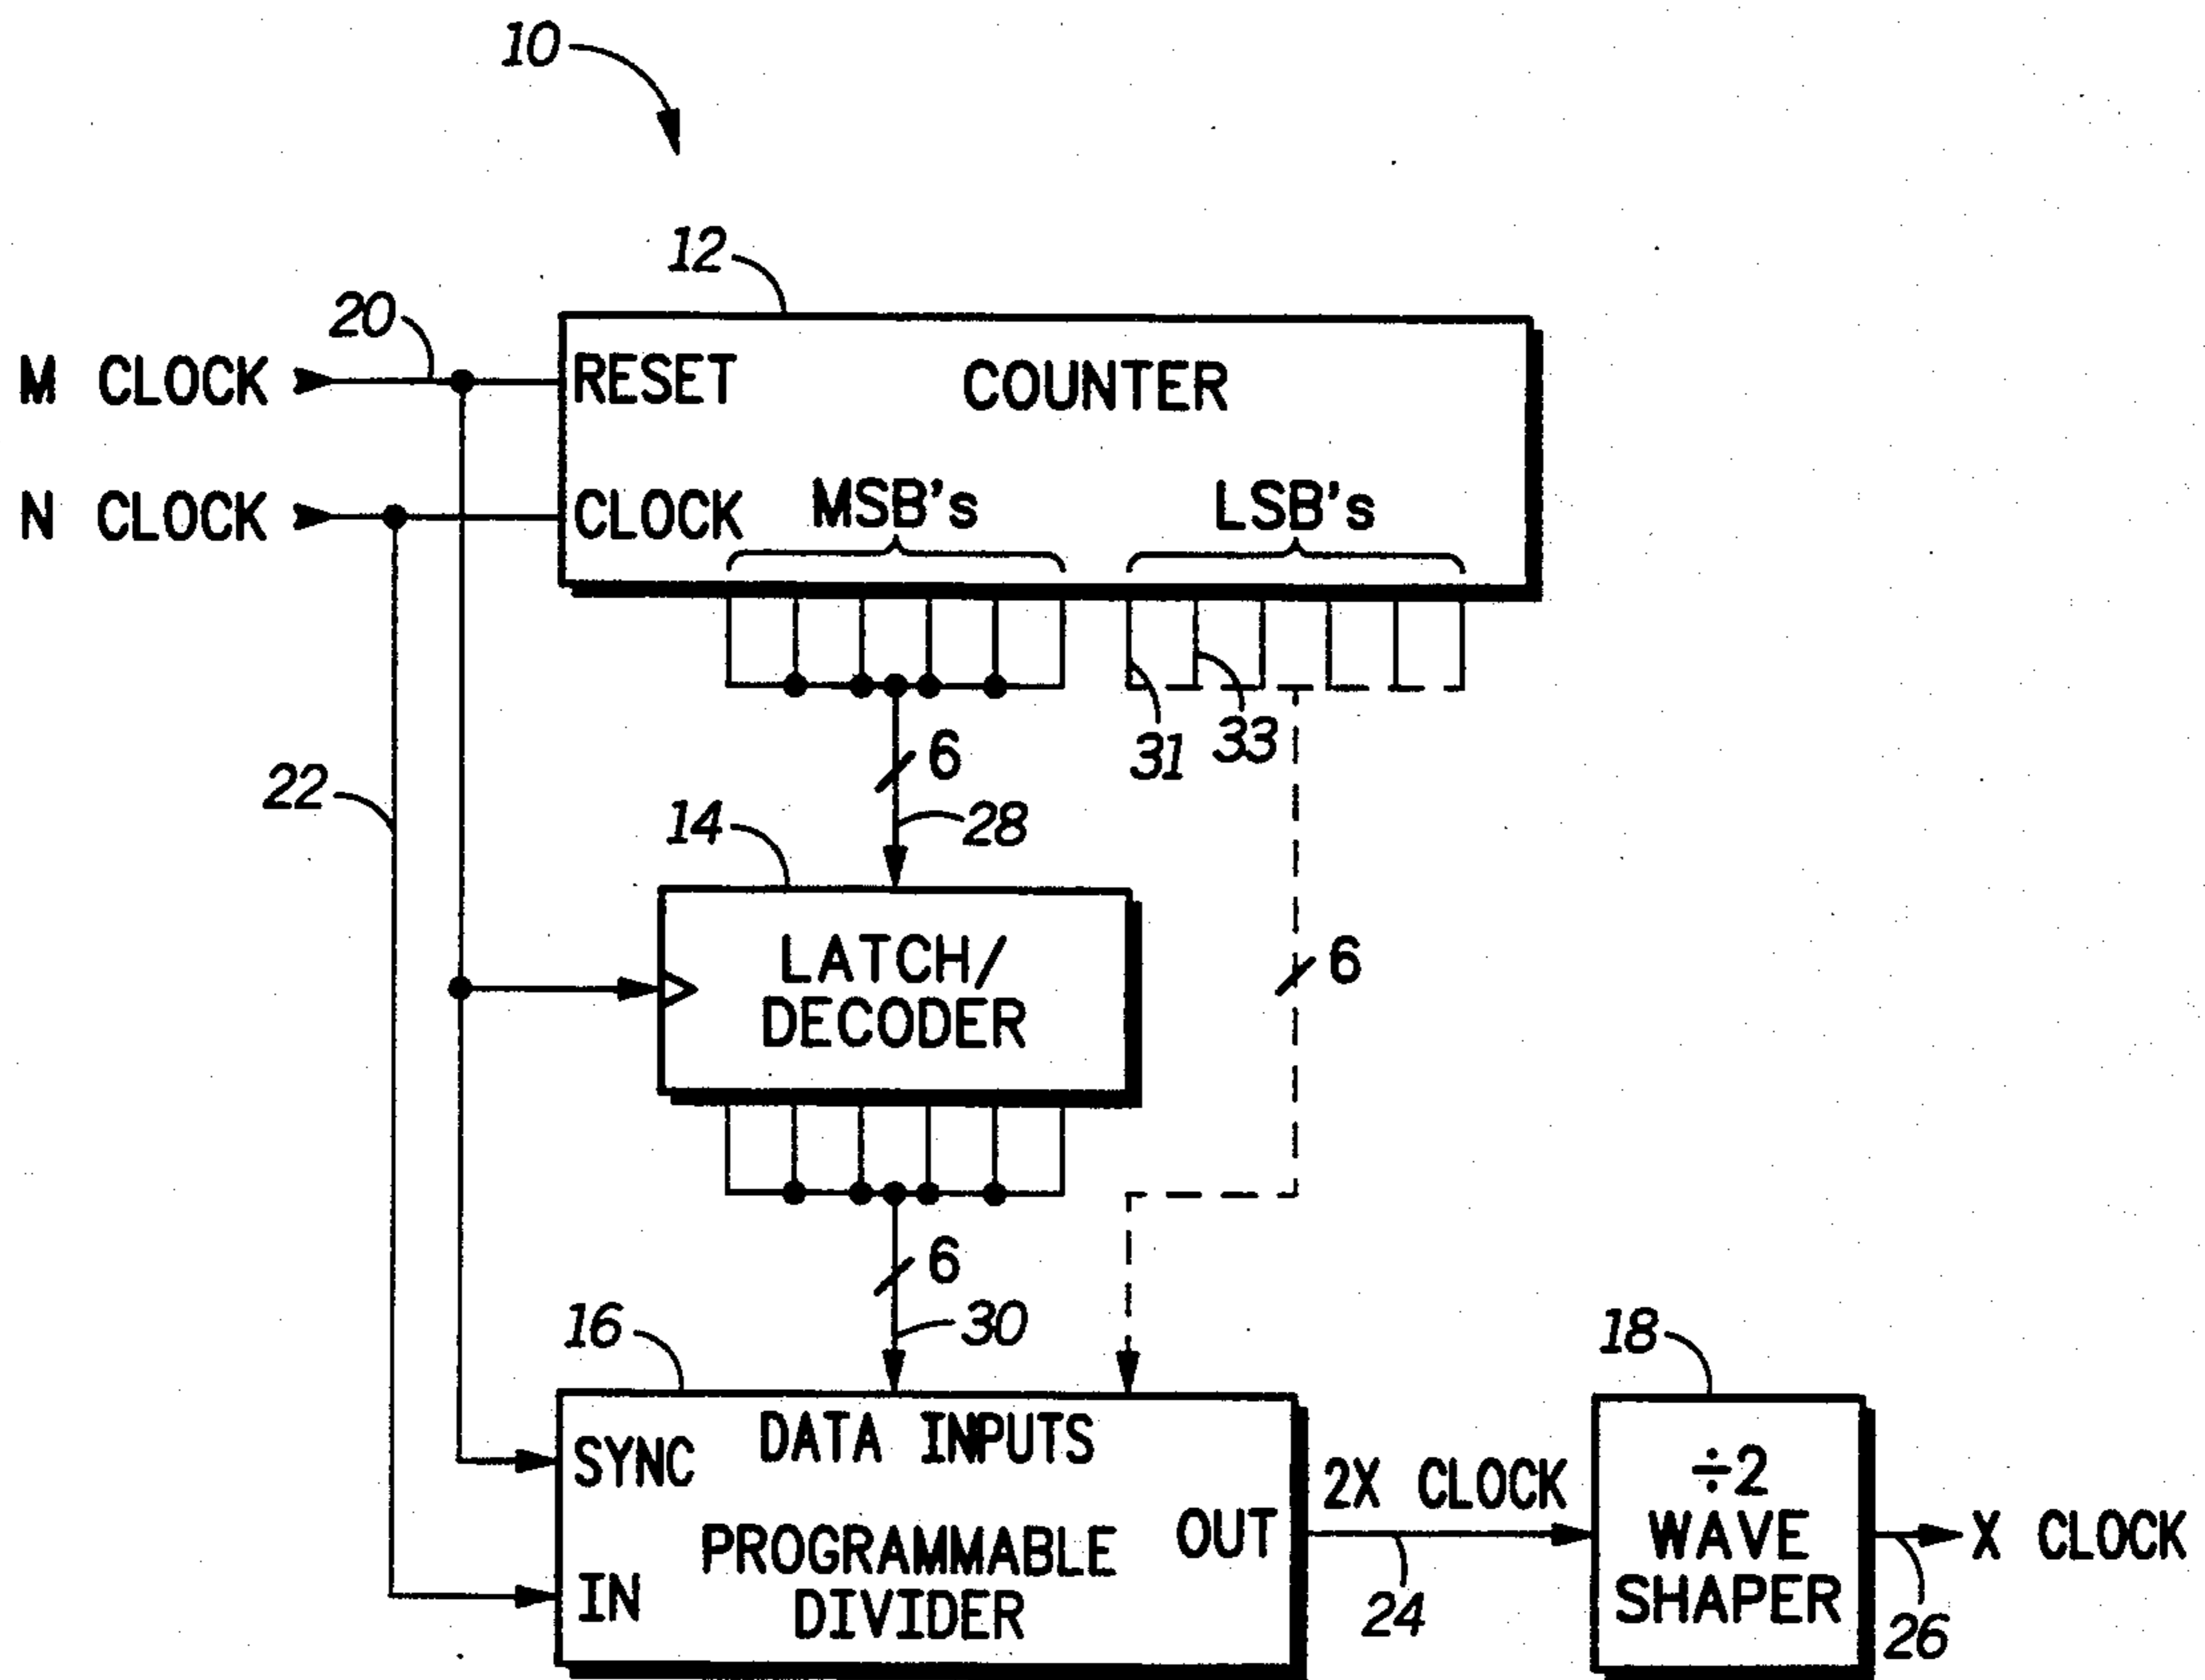 10
12
20
M CLOCK
RESET
COUNTER
N CLOCK
CLOCK
MSB's
LSB's
6
31
33
22
28
14
LATCH/
DECODER
6
6
30
16
18
SYNC
DATA INPUTS
IN
PROGRAMMABLE
DIVIDER
OUT
2X CLOCK
24
÷2
WAVE
SHAPER
X CLOCK
26